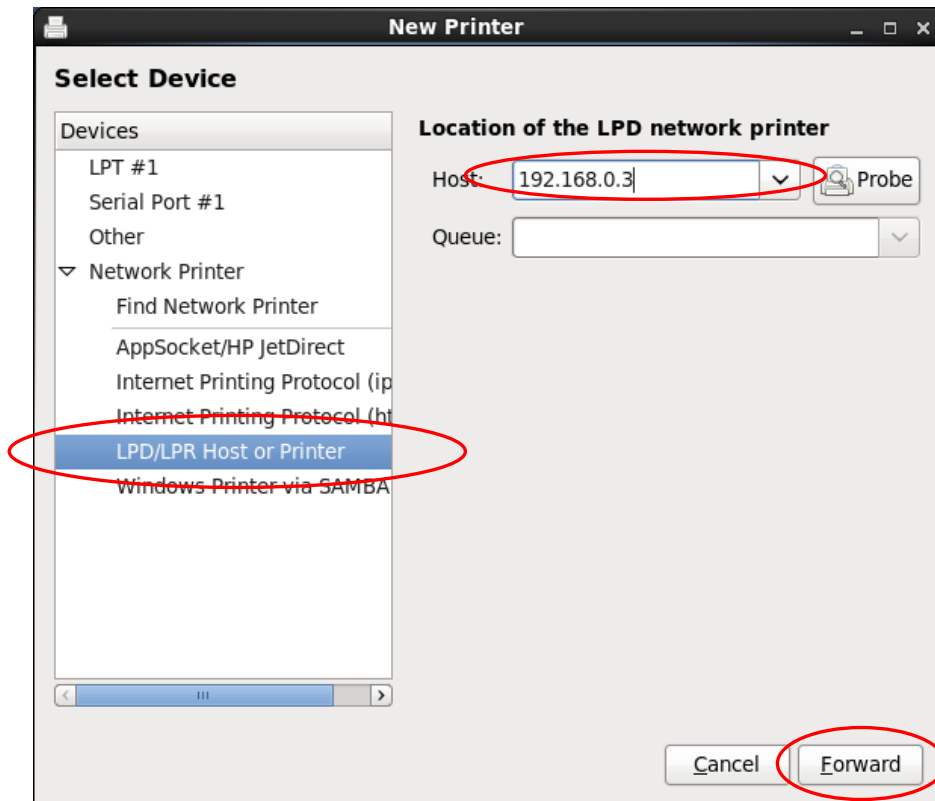 New Printer
Select Device
Devices
LPT #1
Serial Port #1
Other
Network Printer
Find Network Printer
AppSocket/HP JetDirect
Internet Printing Protocol (ip
Internet Printing Protocol (ht
LPD/LPR Host or Printer
Windows Printer via SAMBA
Location of the LPD network printer
Host: 192.168.0.3 Probe
Queue:
Cancel Forward